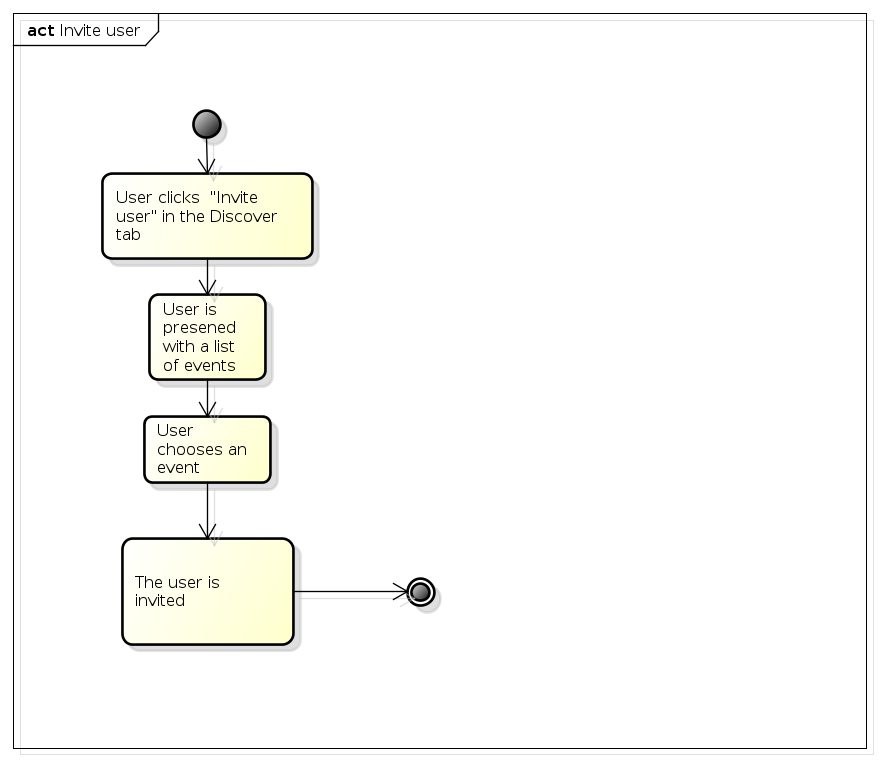 act Invite user
User clicks  "Invite
user" in the Discover
tab
User is
presened
with a list
of events
User
chooses an
event
The user is
invited